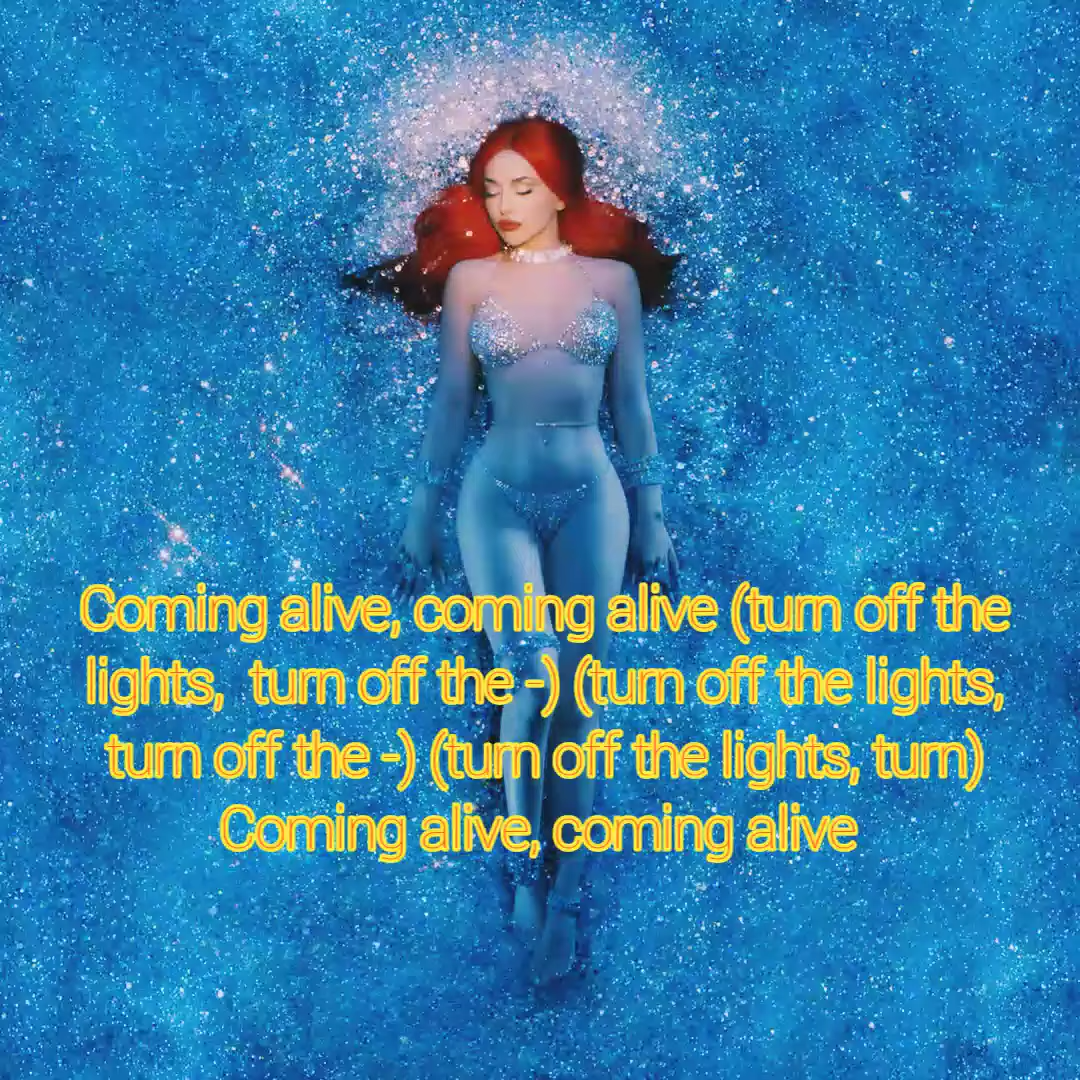 Coming alive, coming alive (turn off the
lights,  turn off the -) (turn off the lights,
turn off the -) (turn off the lights, turn)
Coming alive, coming alive